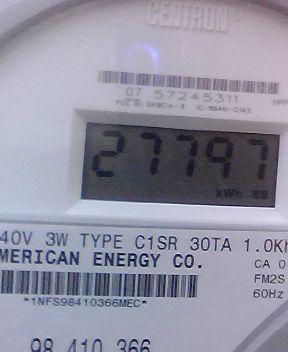 CENTRON®
07 57245311
27797
kWh
40V 3W TYPE C1SR 30TA 1.0Kh
MERICAN ENERGY CO.
CA 0
FM2S
60Hz
*1NFS98410366MEC*
98 410 366